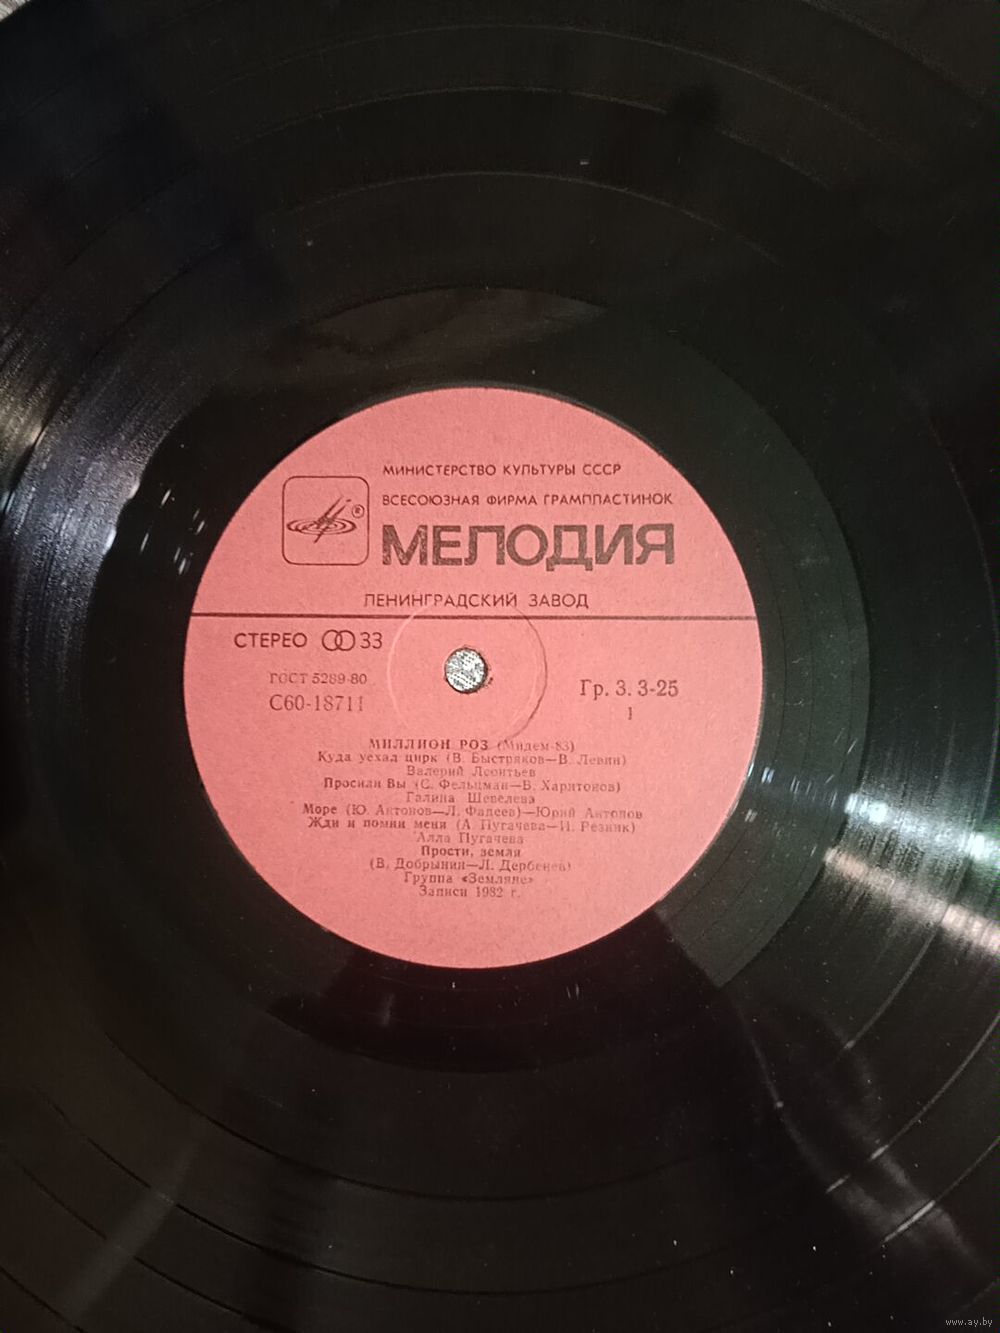 МИНИСТЕРСТВО КУЛЬТУРЫ СССР
ВСЕСОЮЗНАЯ ФИРМА ГРАМПЛАСТИНОК
®
МЕЛОДИЯ
ЛЕНИНГРАДСКИЙ ЗАВОД
СТЕРЕО 33
ГОСТ 5289-80
С60-18711
Гр. 3. 3-25
1
МИЛЛИОН РОЗ (Мидем-83)
Куда уехал цирк (В. Быстряков—В. Левин)
Валерий Леонтьев
Просили Вы (С. Фельцман—В. Харитонов)
Галина Шевелева
Море (Ю. Антонов—Л. Фадеев)—Юрий Антонов
Жди и помни меня (А. Пугачева—И. Резник)
Алла Пугачева
Прости, земля
(В. Добрынин—Л. Дербенев)
Группа «Земляне»
Записи 1982 г.
www.ay.by